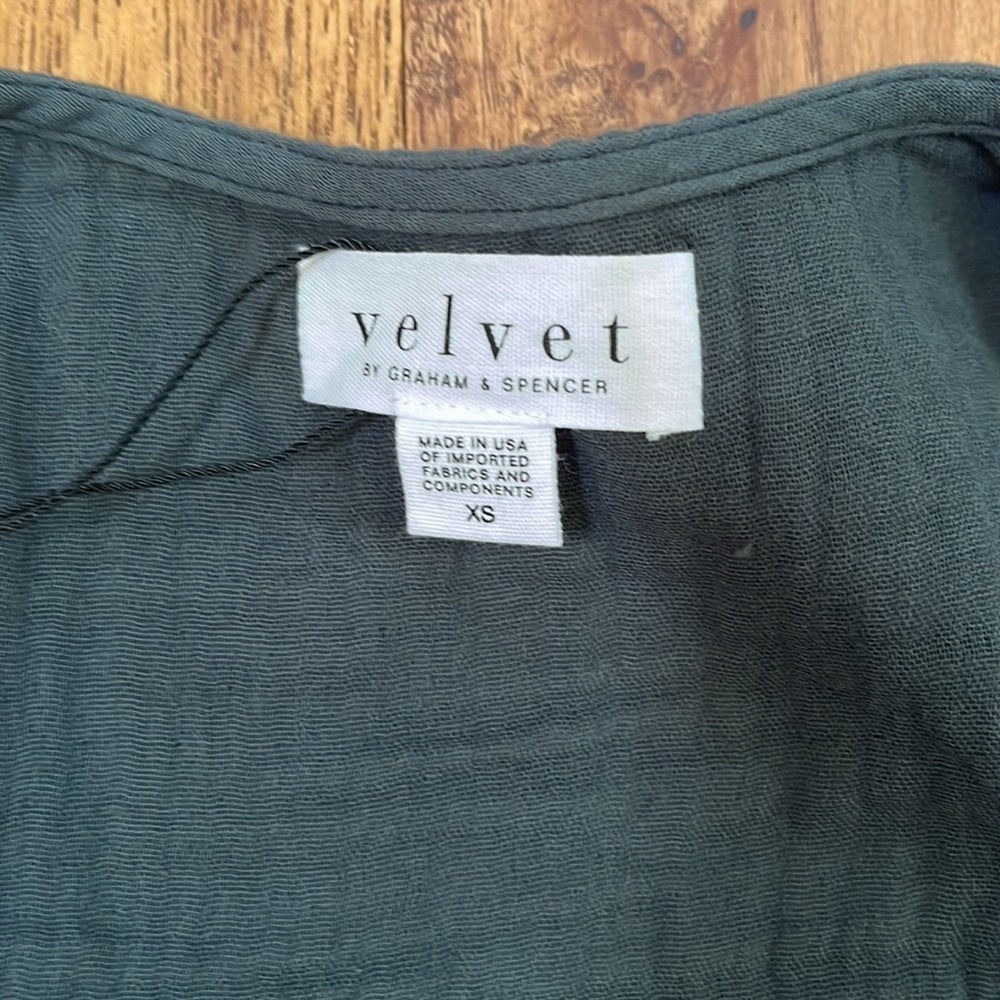 velvet
BY GRAHAM & SPENCER
MADE IN USA
OF IMPORTED
FABRICS AND
COMPONENTS
XS